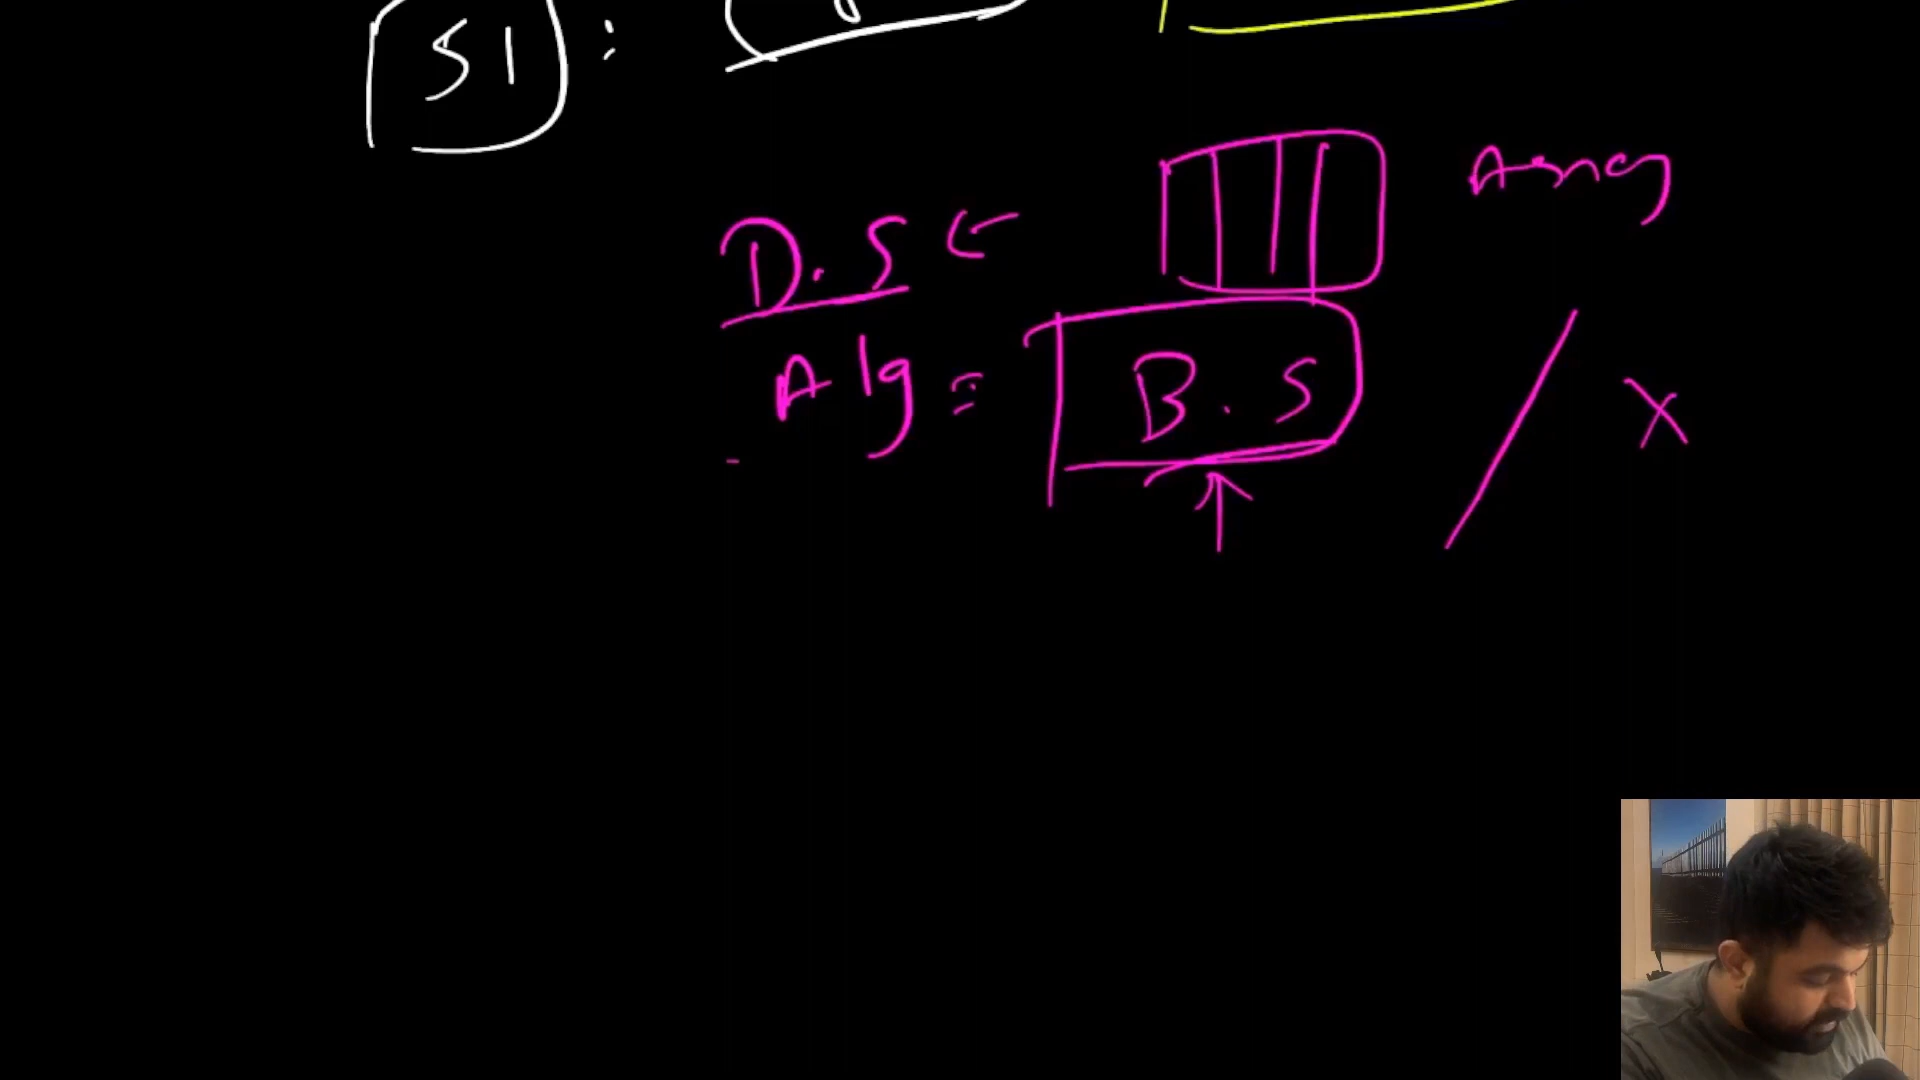 S1 :
D.S ←
Array
Alg =
B.S
X